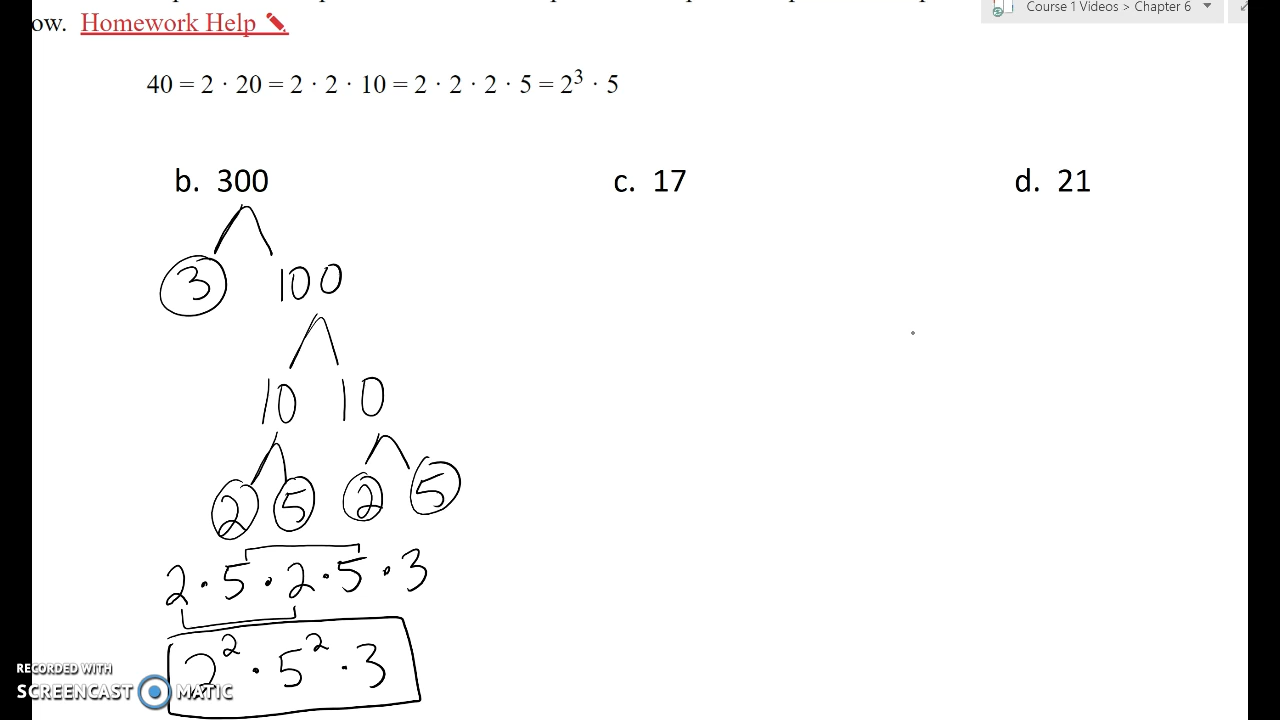 ow. Homework Help
Course 1 Videos > Chapter 6
40 = 2 · 20 = 2 · 2 · 10 = 2 · 2 · 2 · 5 = 2³ · 5
b. 300
c. 17
d. 21
3 100
10 10
2 5 2 5
2 · 5 · 2 · 5 · 3
2² · 5² · 3
RECORDED WITH
SCREENCAST MATIC